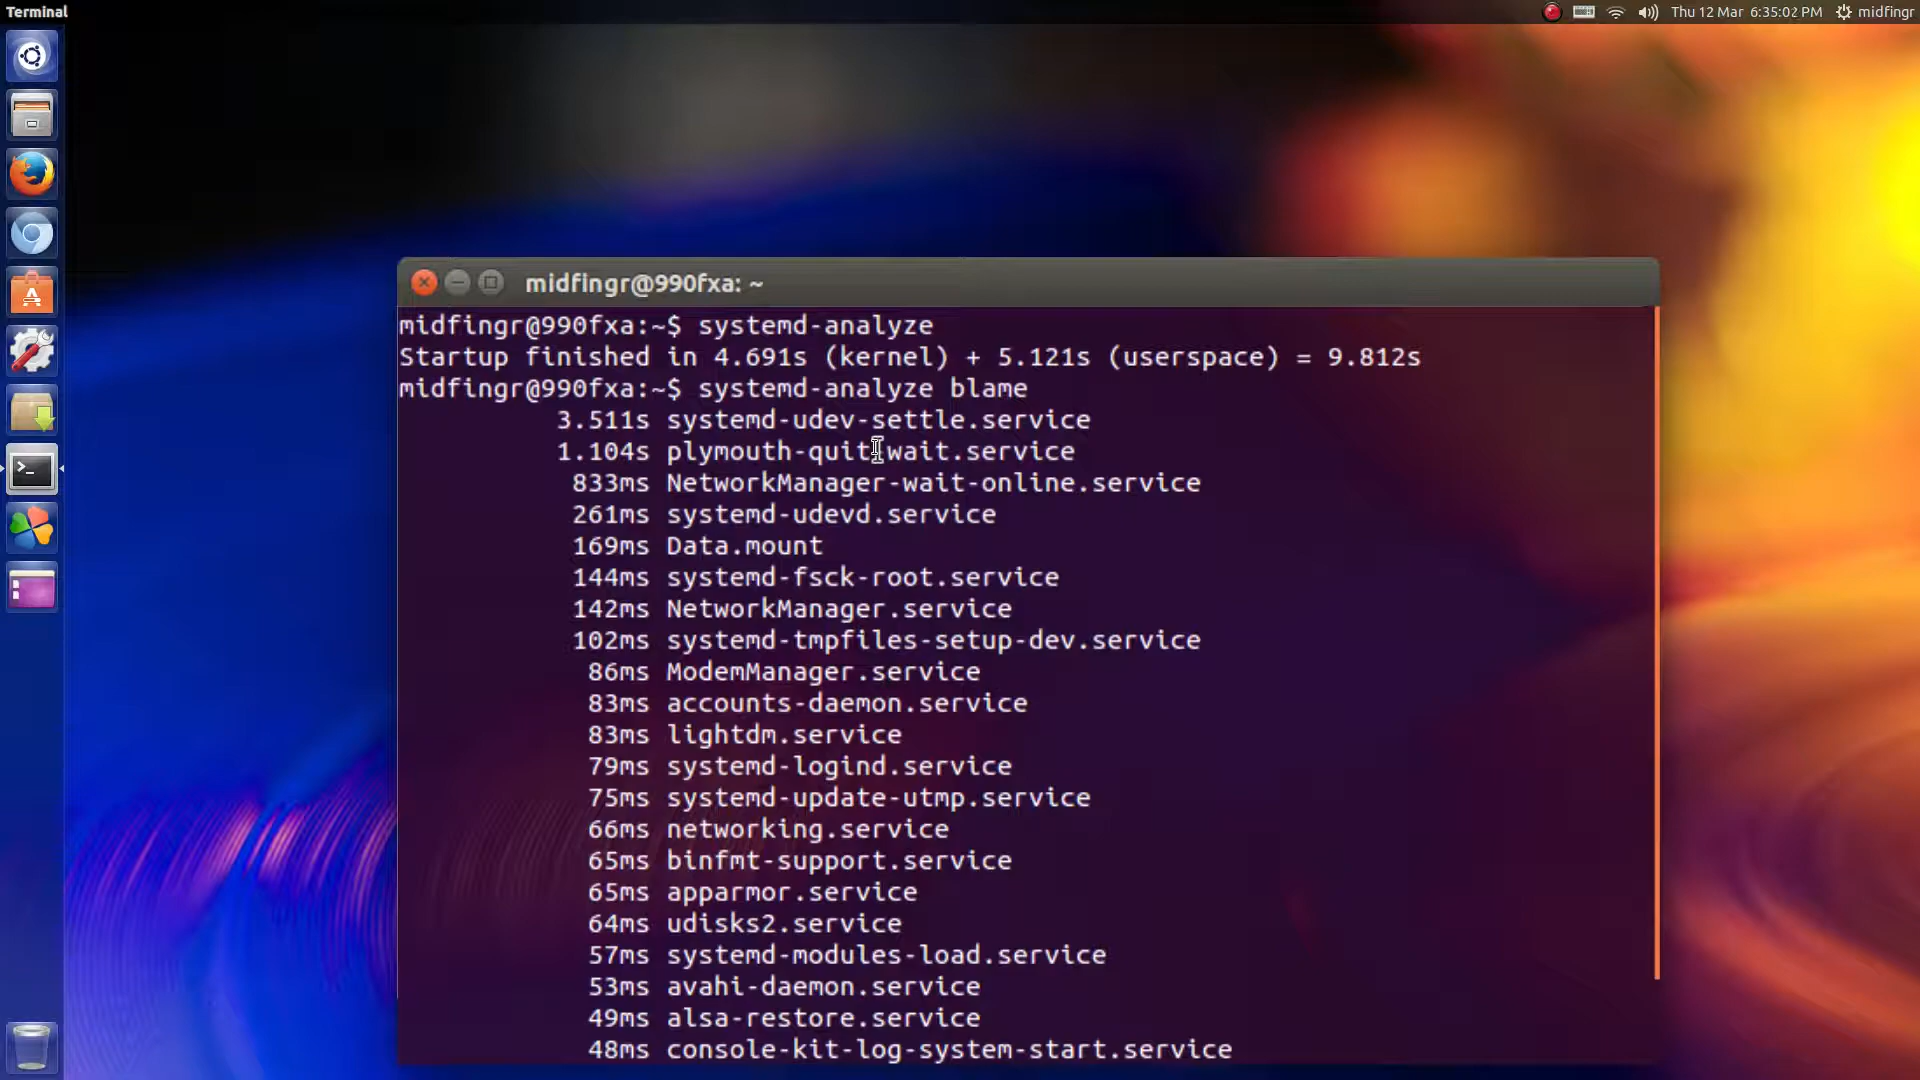 Terminal
Thu 12 Mar 6:35:02 PM midfingr
midfingr@990fxa: ~
midfingr@990fxa:~$ systemd-analyze
Startup finished in 4.691s (kernel) + 5.121s (userspace) = 9.812s
midfingr@990fxa:~$ systemd-analyze blame
3.511s systemd-udev-settle.service
1.104s plymouth-quit-wait.service
833ms NetworkManager-wait-online.service
261ms systemd-udevd.service
169ms Data.mount
144ms systemd-fsck-root.service
142ms NetworkManager.service
102ms systemd-tmpfiles-setup-dev.service
86ms ModemManager.service
83ms accounts-daemon.service
83ms lightdm.service
79ms systemd-logind.service
75ms systemd-update-utmp.service
66ms networking.service
65ms binfmt-support.service
65ms apparmor.service
64ms udisks2.service
57ms systemd-modules-load.service
53ms avahi-daemon.service
49ms alsa-restore.service
48ms console-kit-log-system-start.service